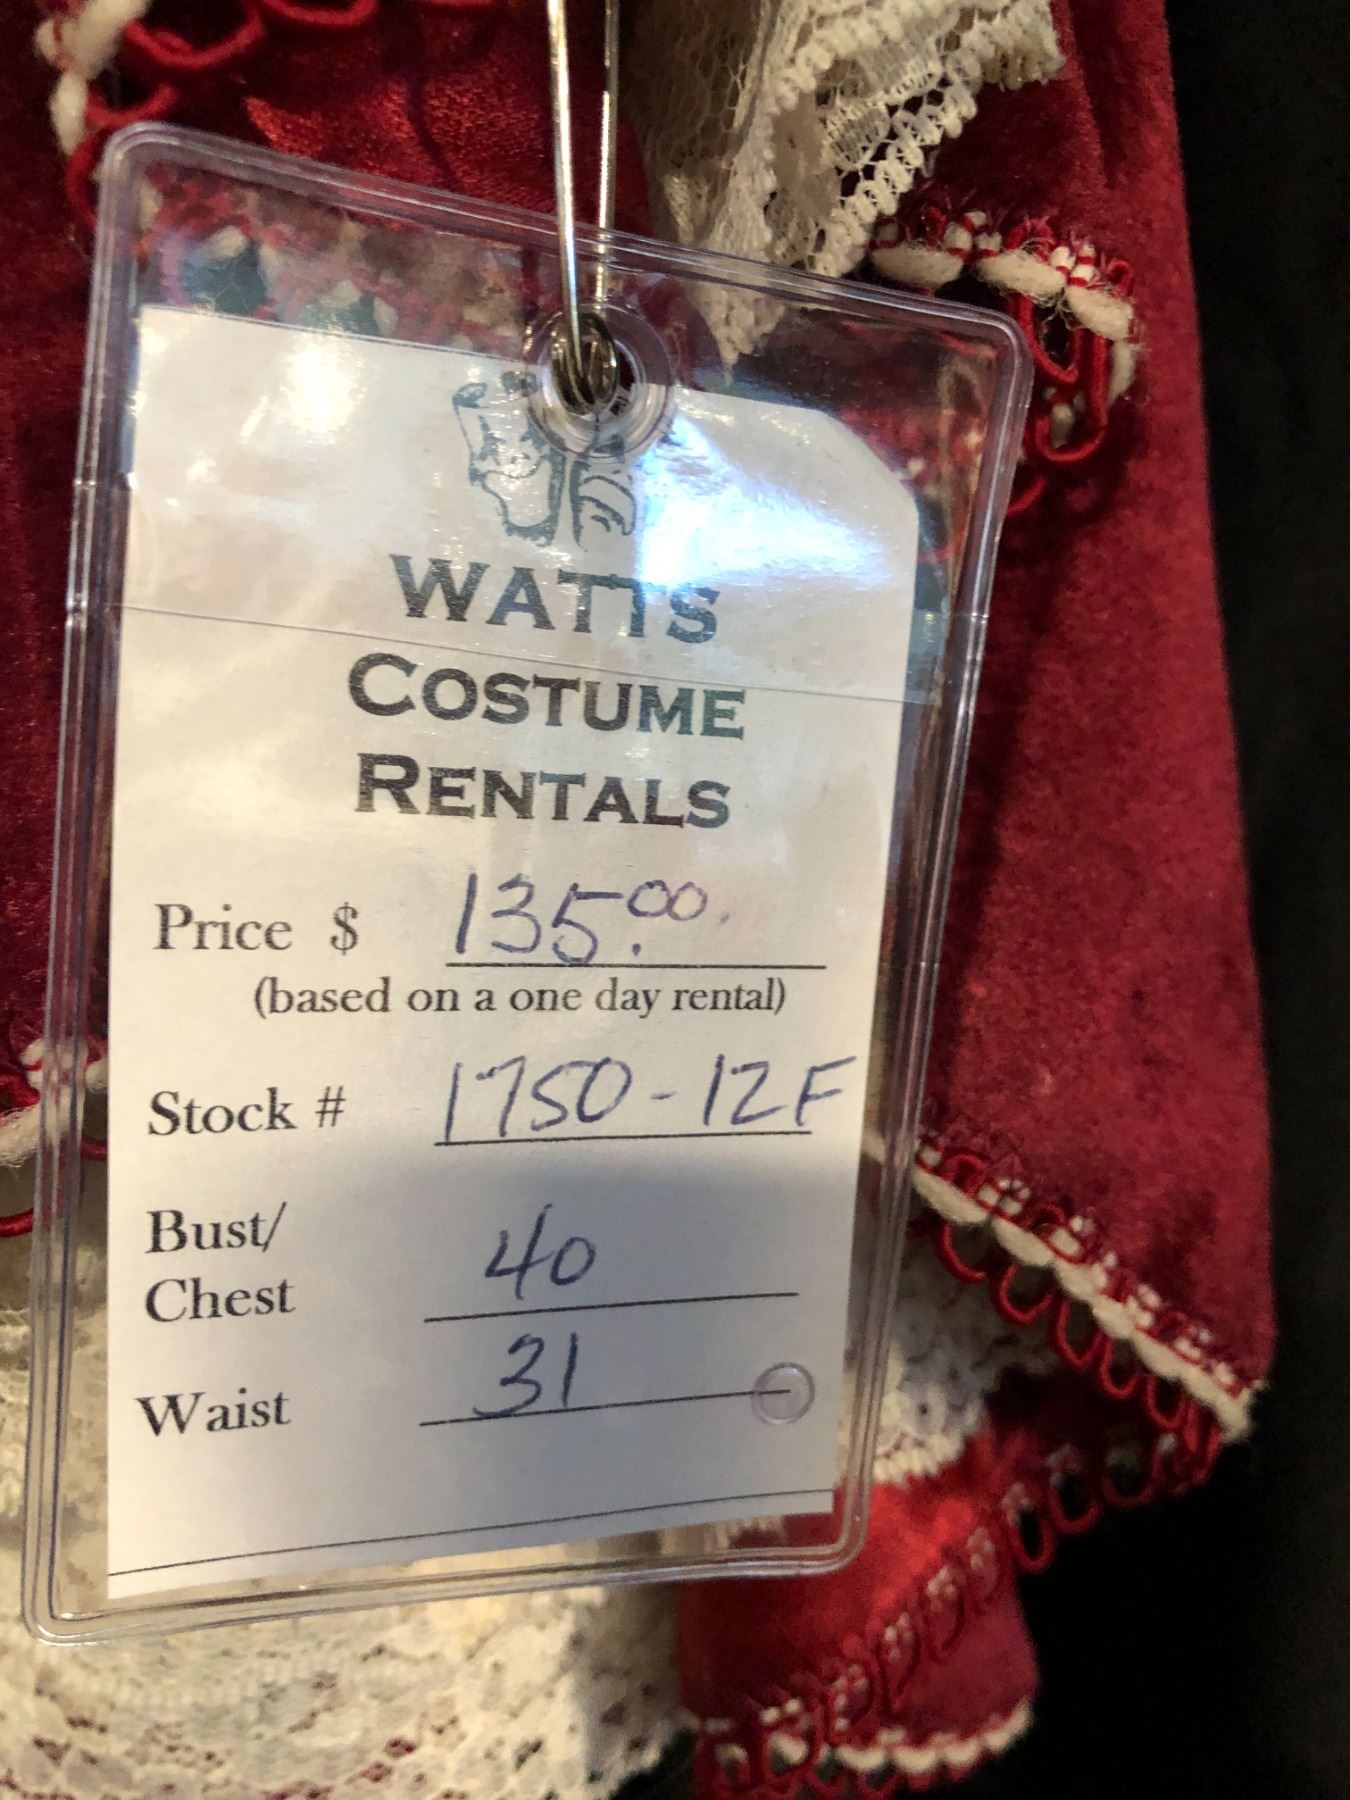 WATTS
COSTUME
RENTALS
Price $ 135.00
(based on a one day rental)
Stock # 1750-12F
Bust/
Chest 40
Waist 31